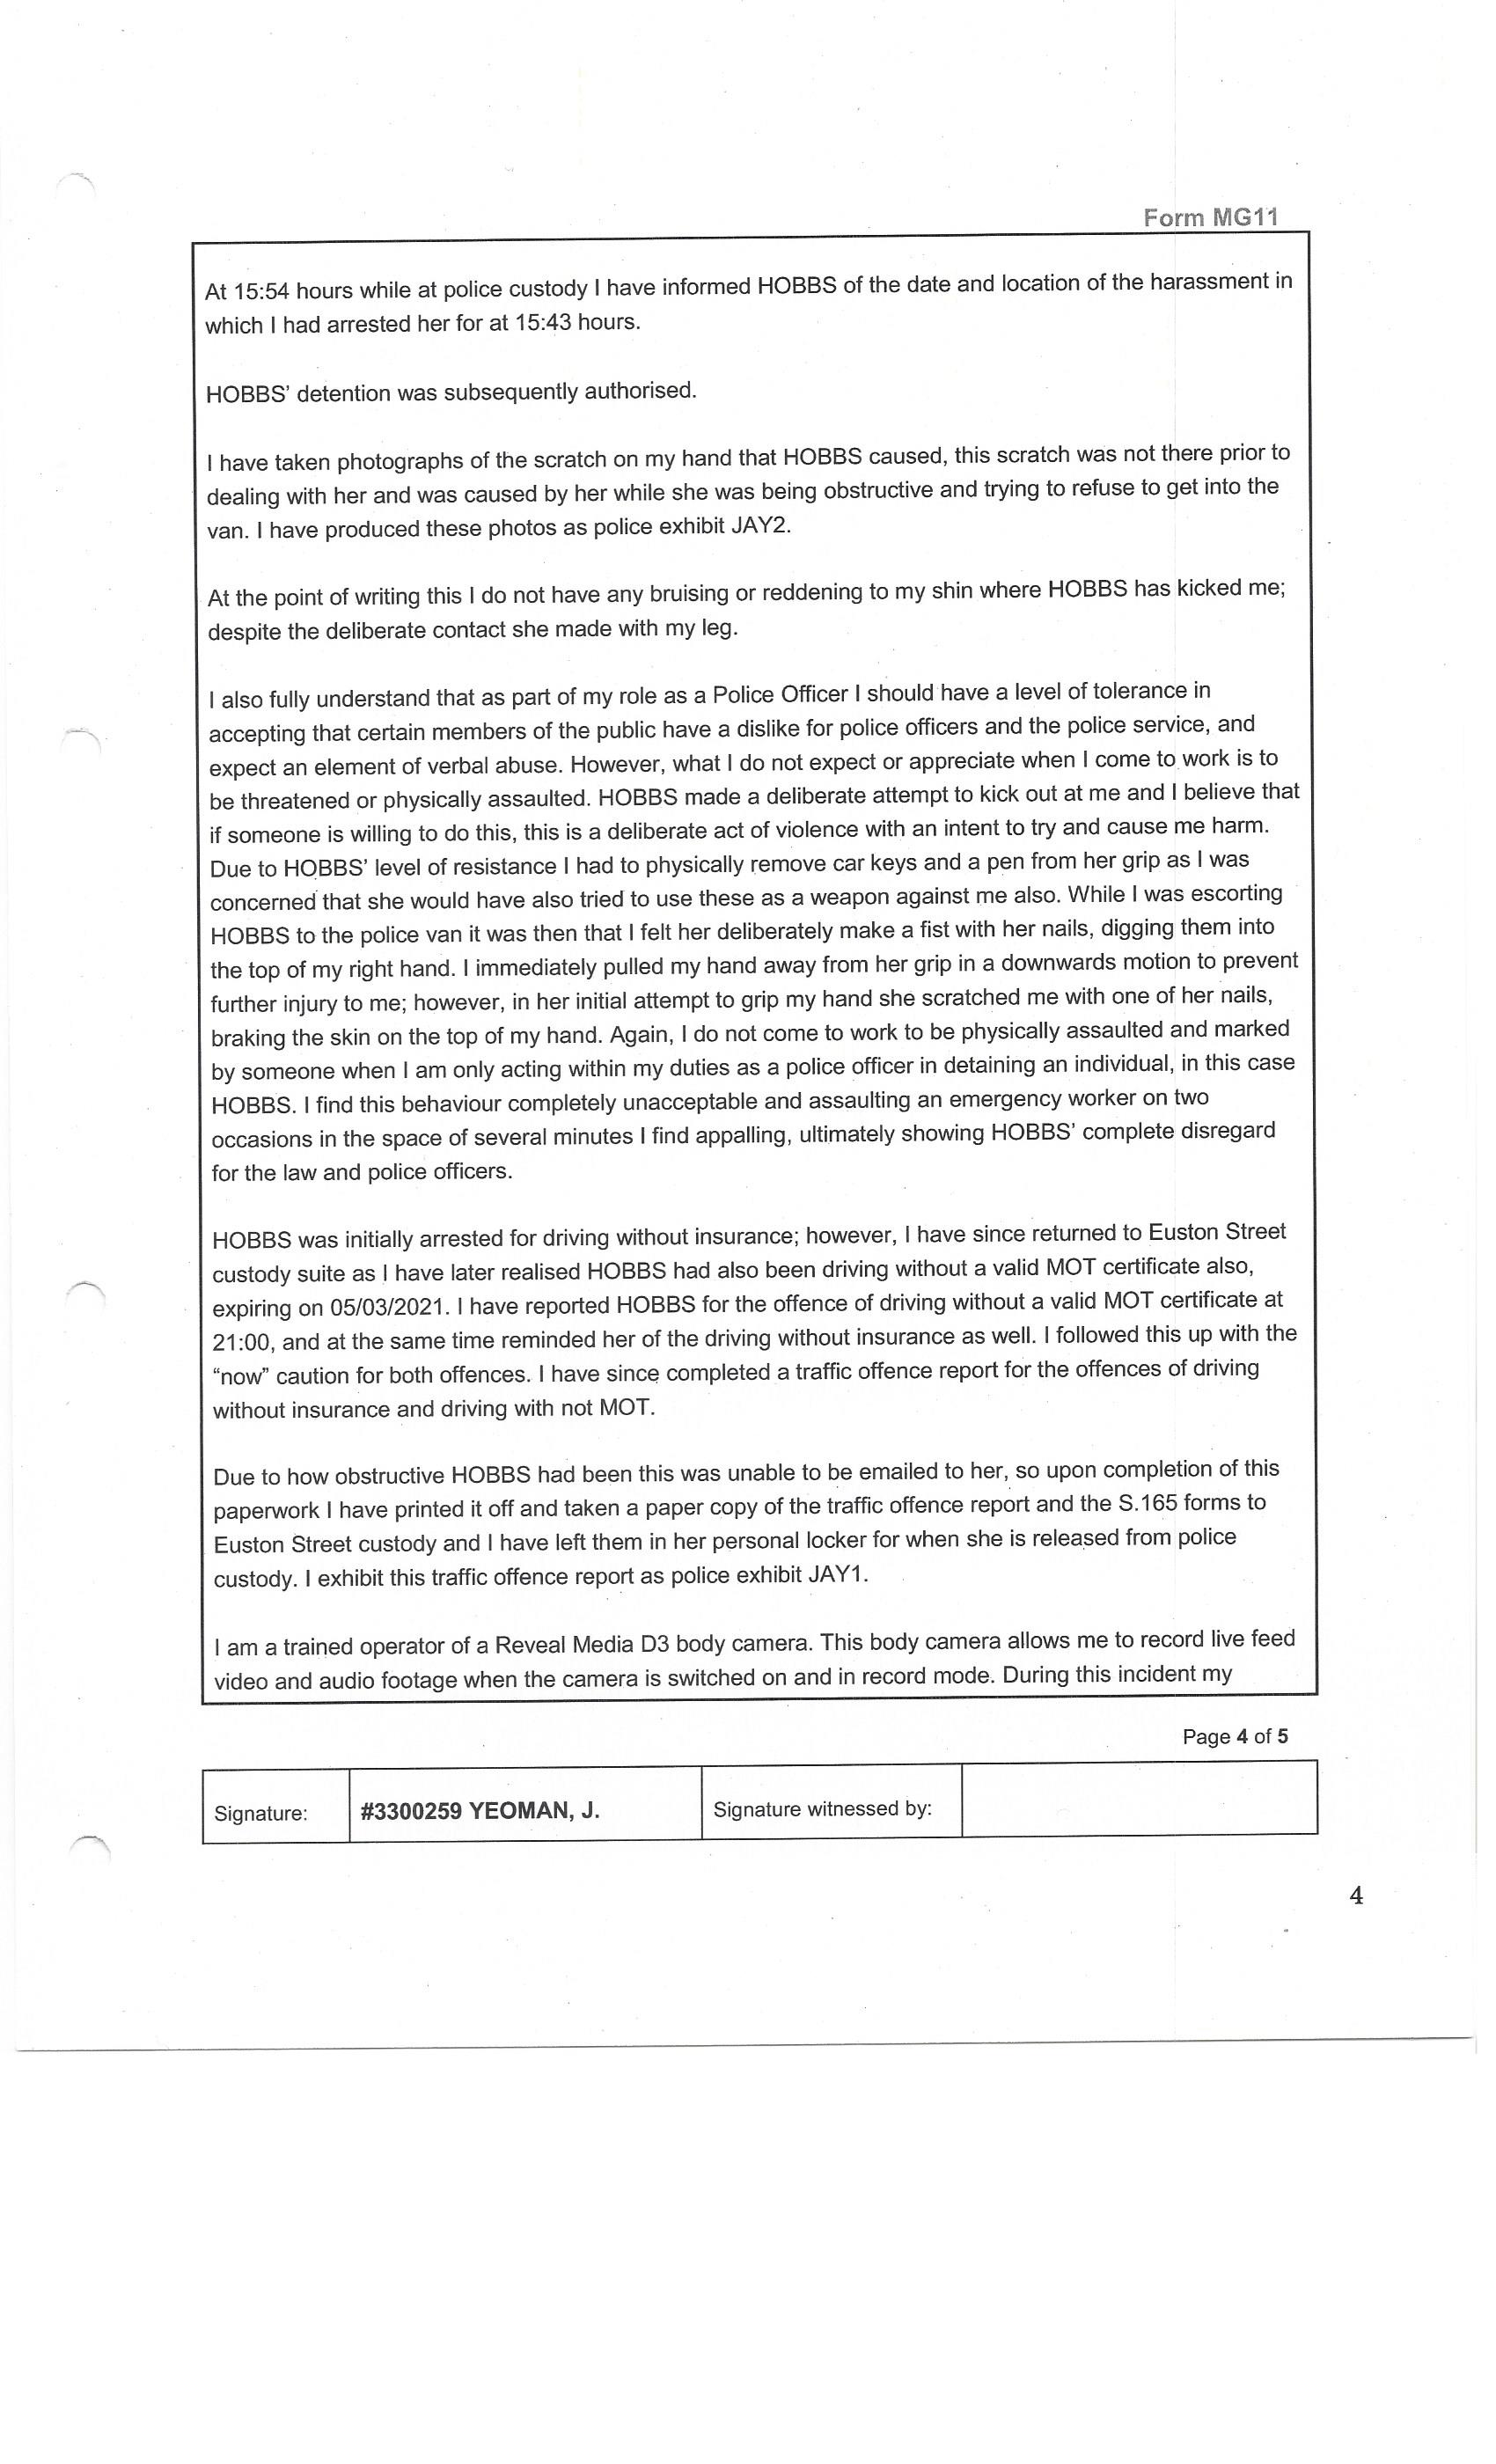 Form MG11
At 15:54 hours while at police custody I have informed HOBBS of the date and location of the harassment in
which I had arrested her for at 15:43 hours.
HOBBS' detention was subsequently authorised.
I have taken photographs of the scratch on my hand that HOBBS caused, this scratch was not there prior to
dealing with her and was caused by her while she was being obstructive and trying to refuse to get into the
van. I have produced these photos as police exhibit JAY2.
At the point of writing this I do not have any bruising or reddening to my shin where HOBBS has kicked me;
despite the deliberate contact she made with my leg.
I also fully understand that as part of my role as a Police Officer I should have a level of tolerance in
accepting that certain members of the public have a dislike for police officers and the police service, and
expect an element of verbal abuse. However, what I do not expect or appreciate when I come to work is to
be threatened or physically assaulted. HOBBS made a deliberate attempt to kick out at me and I believe that
if someone is willing to do this, this is a deliberate act of violence with an intent to try and cause me harm.
Due to HOBBS' level of resistance I had to physically remove car keys and a pen from her grip as I was
concerned that she would have also tried to use these as a weapon against me also. While I was escorting
HOBBS to the police van it was then that I felt her deliberately make a fist with her nails, digging them into
the top of my right hand. I immediately pulled my hand away from her grip in a downwards motion to prevent
further injury to me; however, in her initial attempt to grip my hand she scratched me with one of her nails,
braking the skin on the top of my hand. Again, I do not come to work to be physically assaulted and marked
by someone when I am only acting within my duties as a police officer in detaining an individual, in this case
HOBBS. I find this behaviour completely unacceptable and assaulting an emergency worker on two
occasions in the space of several minutes I find appalling, ultimately showing HOBBS' complete disregard
for the law and police officers.
HOBBS was initially arrested for driving without insurance; however, I have since returned to Euston Street
custody suite as I have later realised HOBBS had also been driving without a valid MOT certificate also,
expiring on 05/03/2021. I have reported HOBBS for the offence of driving without a valid MOT certificate at
21:00, and at the same time reminded her of the driving without insurance as well. I followed this up with the
“now” caution for both offences. I have since completed a traffic offence report for the offences of driving
without insurance and driving with not MOT.
Due to how obstructive HOBBS had been this was unable to be emailed to her, so upon completion of this
paperwork I have printed it off and taken a paper copy of the traffic offence report and the S.165 forms to
Euston Street custody and I have left them in her personal locker for when she is released from police
custody. I exhibit this traffic offence report as police exhibit JAY1.
I am a trained operator of a Reveal Media D3 body camera. This body camera allows me to record live feed
video and audio footage when the camera is switched on and in record mode. During this incident my
Page 4 of 5
Signature: #3300259 YEOMAN, J. Signature witnessed by:
4